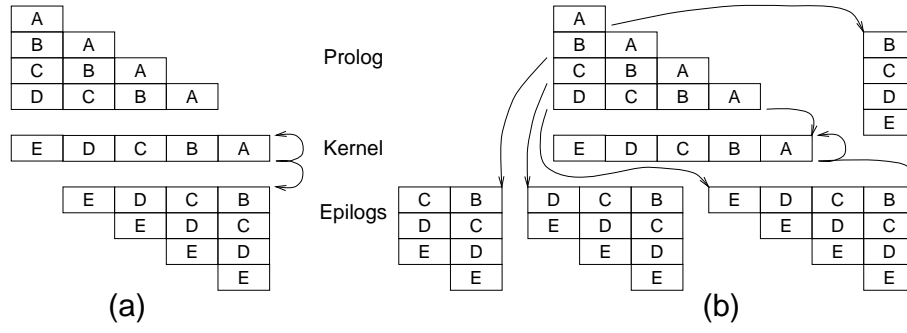 A
B A
C B A
D C B A
E D C B A
E D C B
E D C
E D
E
(a)
Prolog
Kernel
Epilogs
A
B A
C B A
D C B A
B
C
D
E
E D C B A
C B
D C
E D
E
D C B
E D C
E D
E
E D C B
E D C
E D
E
(b)